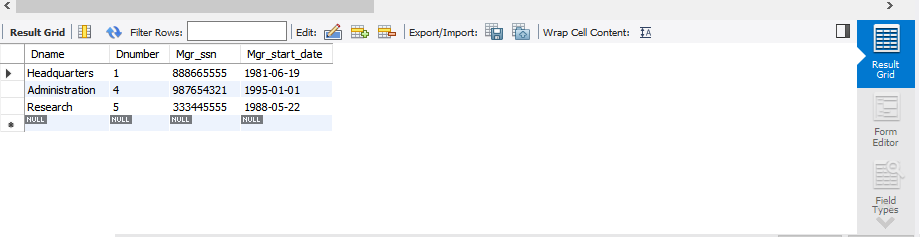 Result Grid Filter Rows: Edit: Export/Import: Wrap Cell Content: IA
Dname Dnumber Mgr_ssn Mgr_start_date
Headquarters 1 888665555 1981-06-19
Administration 4 987654321 1995-01-01
Research 5 333445555 1988-05-22
NULL NULL NULL NULL
Result
Grid
Form
Editor
Field
Types